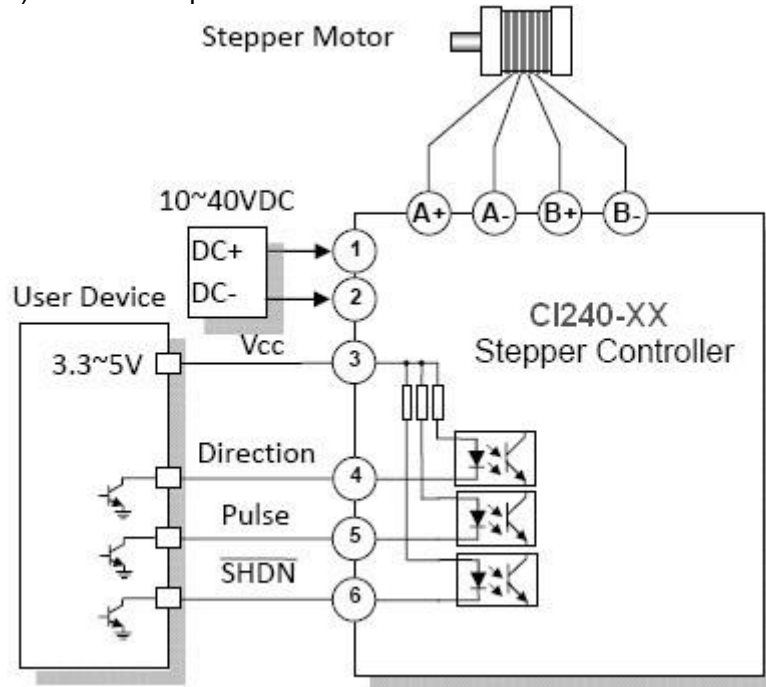 Stepper Motor
10~40VDC
A+ A- B+ B-
DC+
1
DC-
2
User Device
CI240-XX
Stepper Controller
Vcc
3.3~5V
3
Direction
4
Pulse
5
SHDN
6